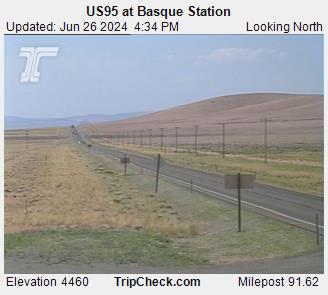 US95 at Basque Station
Updated: Jun 26 2024 4:34 PM Looking North
Elevation 4460 TripCheck.com Milepost 91.62